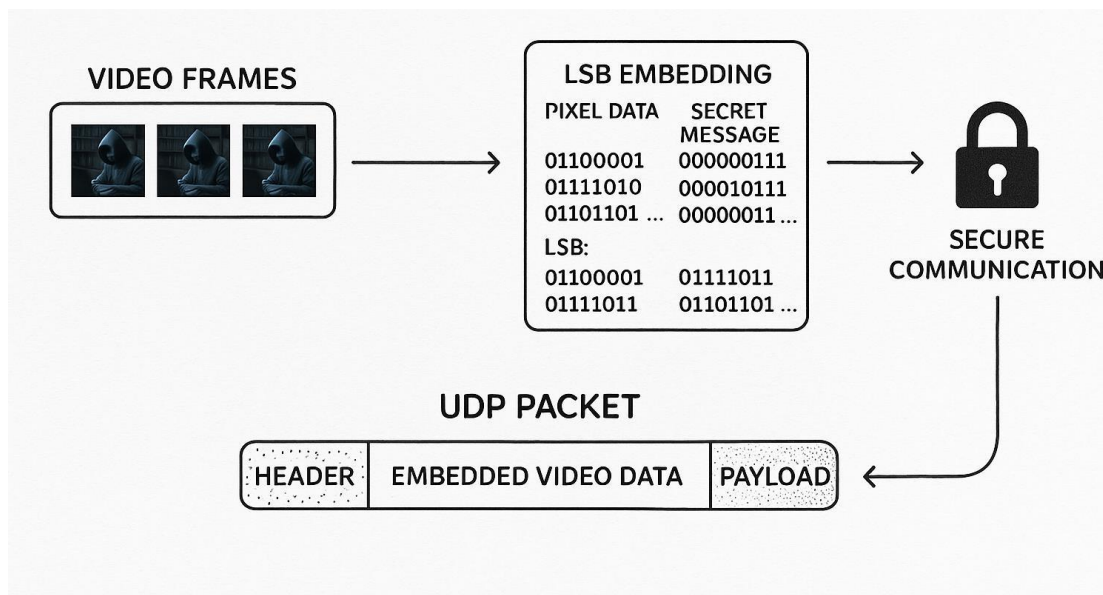 VIDEO FRAMES
LSB EMBEDDING
PIXEL DATA SECRET
MESSAGE
01100001 000000111
01111010 000010111
01101101 ... 00000011 ...
LSB:
01100001 01111011
01111011 01101101 ...
SECURE
COMMUNICATION
UDP PACKET
HEADER EMBEDDED VIDEO DATA PAYLOAD